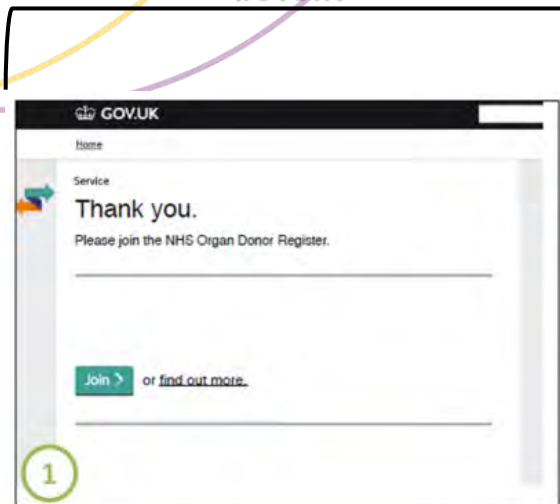 GOV.UK
Home
Service
Thank you.
Please join the NHS Organ Donor Register.
Join > or find out more.
1